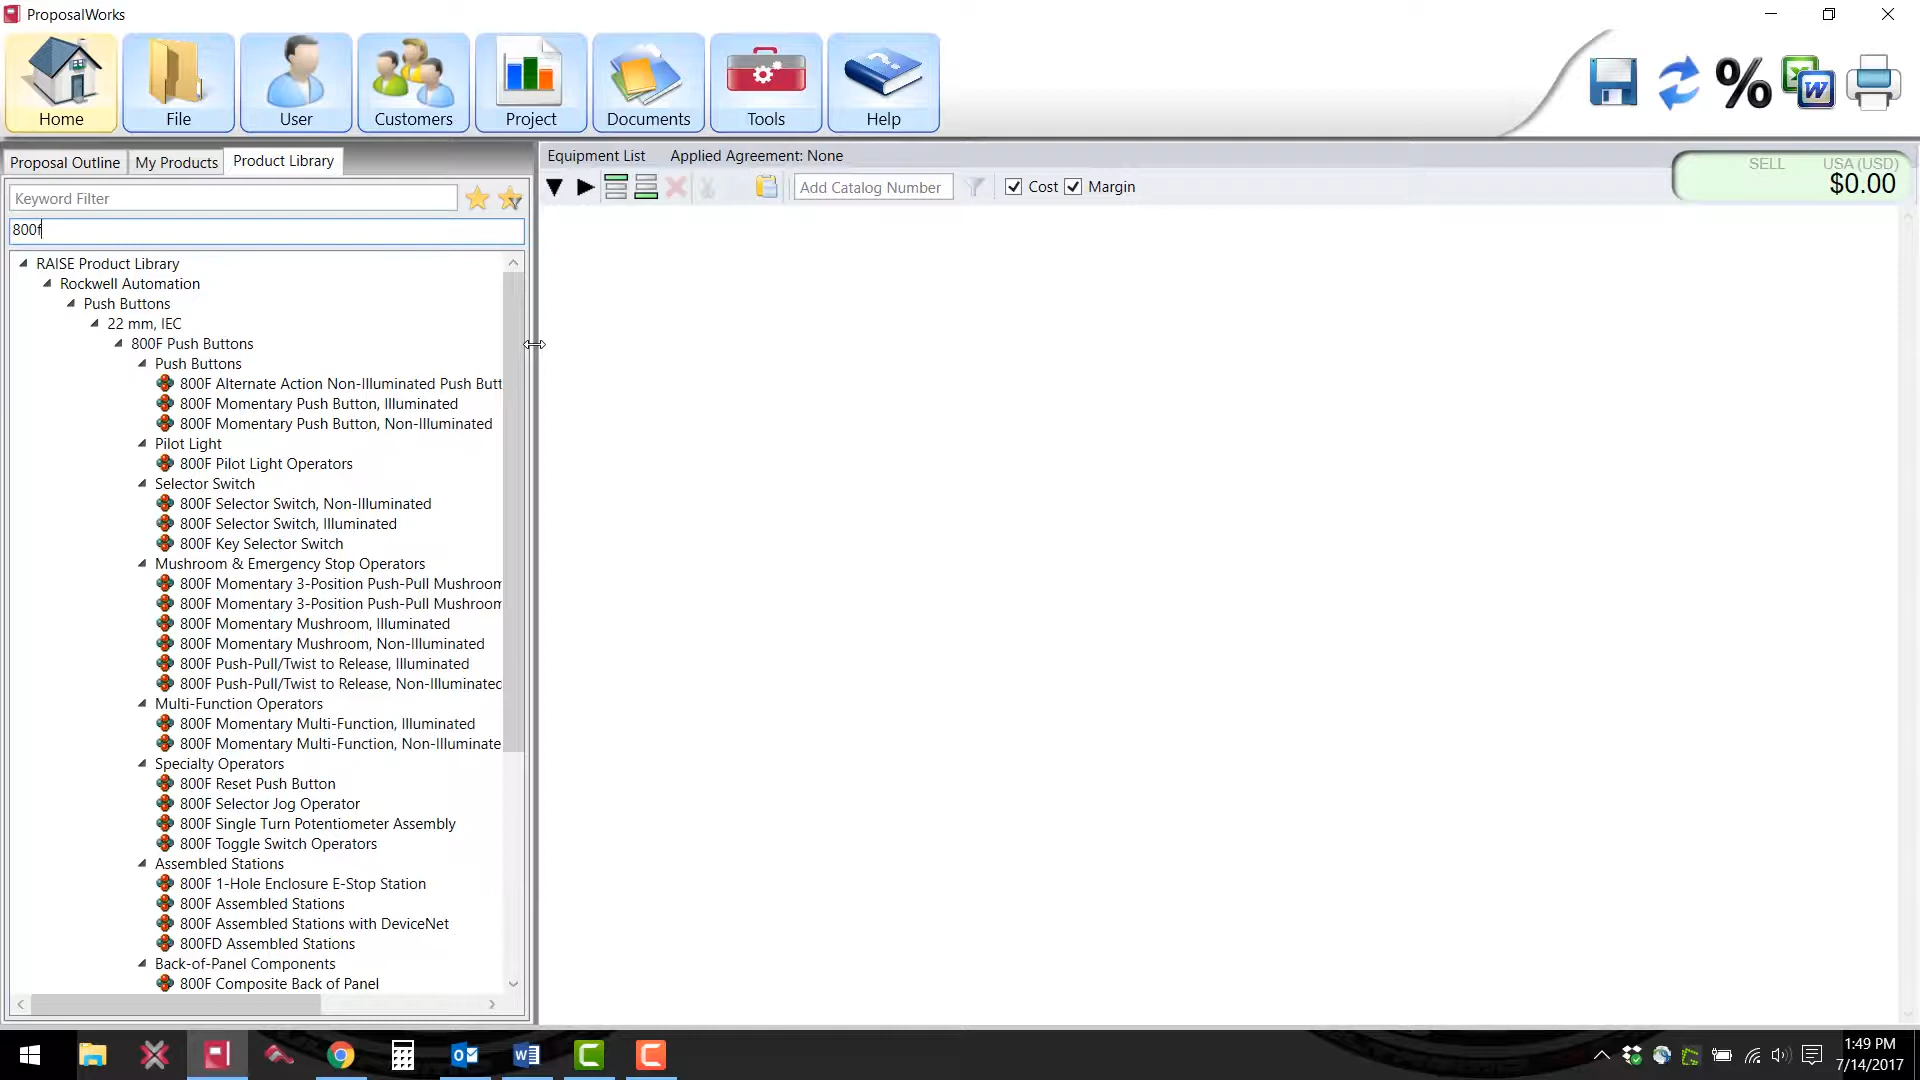 ProposalWorks
Home
File
User
Customers
Project
Documents
Tools
Help
Proposal Outline
My Products
Product Library
Keyword Filter
800f
RAISE Product Library
Rockwell Automation
Push Buttons
22 mm, IEC
800F Push Buttons
Push Buttons
800F Alternate Action Non-Illuminated Push Butt
800F Momentary Push Button, Illuminated
800F Momentary Push Button, Non-Illuminated
Pilot Light
800F Pilot Light Operators
Selector Switch
800F Selector Switch, Non-Illuminated
800F Selector Switch, Illuminated
800F Key Selector Switch
Mushroom & Emergency Stop Operators
800F Momentary 3-Position Push-Pull Mushroom
800F Momentary 3-Position Push-Pull Mushroom
800F Momentary Mushroom, Illuminated
800F Momentary Mushroom, Non-Illuminated
800F Push-Pull/Twist to Release, Illuminated
800F Push-Pull/Twist to Release, Non-Illuminated
Multi-Function Operators
800F Momentary Multi-Function, Illuminated
800F Momentary Multi-Function, Non-Illuminate
Specialty Operators
800F Reset Push Button
800F Selector Jog Operator
800F Single Turn Potentiometer Assembly
800F Toggle Switch Operators
Assembled Stations
800F 1-Hole Enclosure E-Stop Station
800F Assembled Stations
800F Assembled Stations with DeviceNet
800FD Assembled Stations
Back-of-Panel Components
800F Composite Back of Panel
Equipment List Applied Agreement: None
Add Catalog Number
Cost
Margin
SELL USA (USD)
$0.00
1:49 PM
7/14/2017